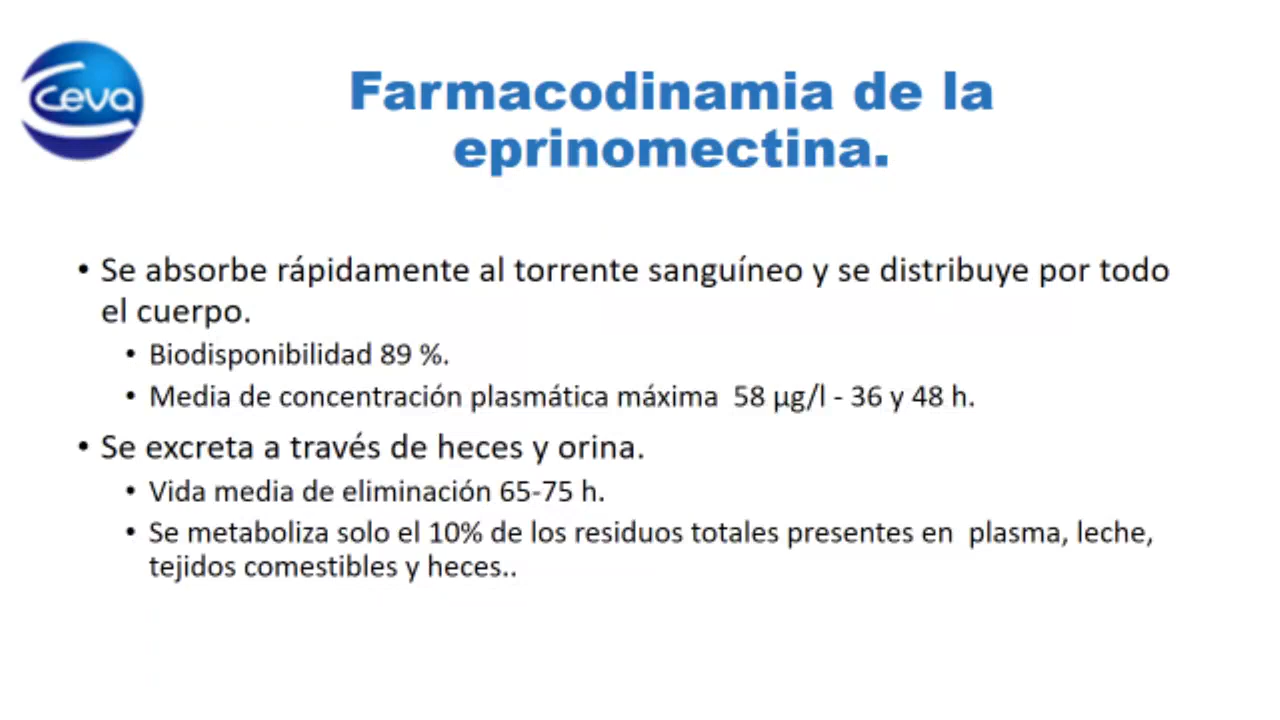 ceva
Farmacodinamia de la
eprinomectina.
• Se absorbe rápidamente al torrente sanguíneo y se distribuye por todo
el cuerpo.
• Biodisponibilidad 89 %.
• Media de concentración plasmática máxima  58 µg/l - 36 y 48 h.
• Se excreta a través de heces y orina.
• Vida media de eliminación 65-75 h.
• Se metaboliza solo el 10% de los residuos totales presentes en  plasma, leche,
tejidos comestibles y heces..